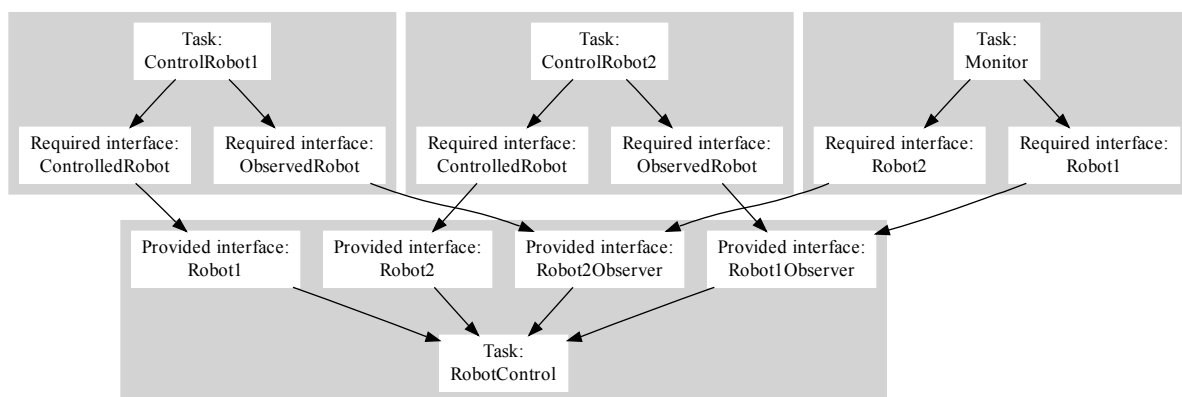 Task:
ControlRobot1
Task:
ControlRobot2
Task:
Monitor
Required interface:
ControlledRobot
Required interface:
ObservedRobot
Required interface:
ControlledRobot
Required interface:
ObservedRobot
Required interface:
Robot2
Required interface:
Robot1
Provided interface:
Robot1
Provided interface:
Robot2
Provided interface:
Robot2Observer
Provided interface:
Robot1Observer
Task:
RobotControl